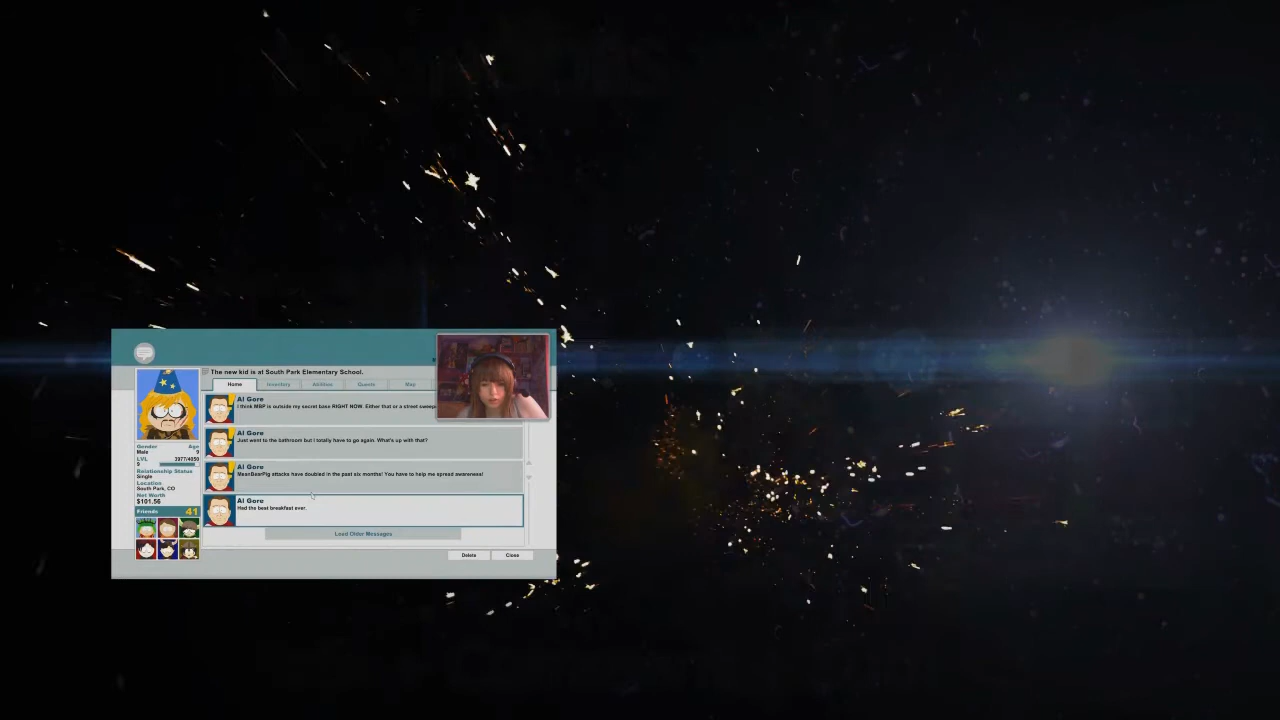 The new kid is at South Park Elementary School.
Home Inventory Abilities Quests Map
Al Gore
I think MBP is outside my secret base RIGHT NOW. Either that or a street sweep
Al Gore
Just went to the bathroom but I totally have to go again. What's up with that?
Al Gore
MeanBearPig attacks have doubled in the past six months! You have to help me spread awareness!
Al Gore
Had the best breakfast ever.
Load Older Messages
Delete Close
Gender Age
Male 9
LVL 3977/4050
9
Relationship Status
Single
Location
South Park, CO
Net Worth
$101.56
Friends 41